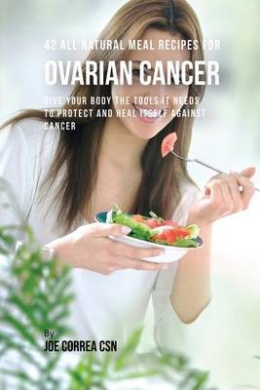 42 ALL NATURAL MEAL RECIPES FOR
OVARIAN CANCER
GIVE YOUR BODY THE TOOLS IT NEEDS
TO PROTECT AND HEAL ITSELF AGAINST
CANCER
By
JOE CORREA CSN